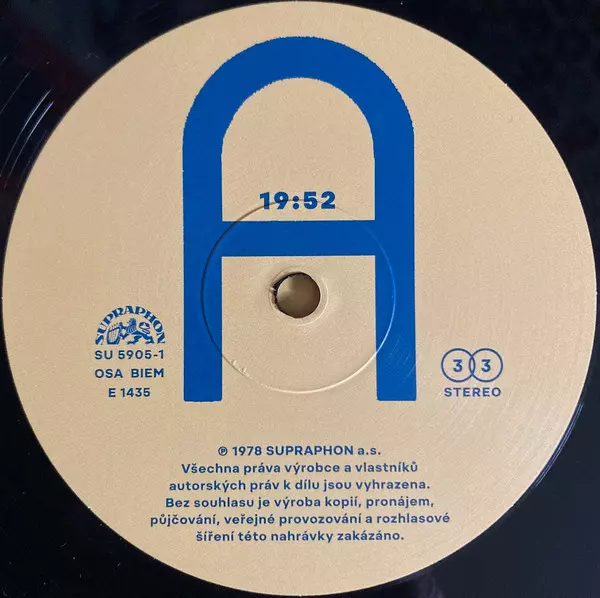 A
19:52
SUPRAPHON
SU 5905-1
OSA BIEM
E 1435
33
STEREO
℗ 1978 SUPRAPHON a.s.
Všechna práva výrobce a vlastníků
autorských práv k dílu jsou vyhrazena.
Bez souhlasu je výroba kopií, pronájem,
půjčování, veřejné provozování a rozhlasové
šíření této nahrávky zakázáno.